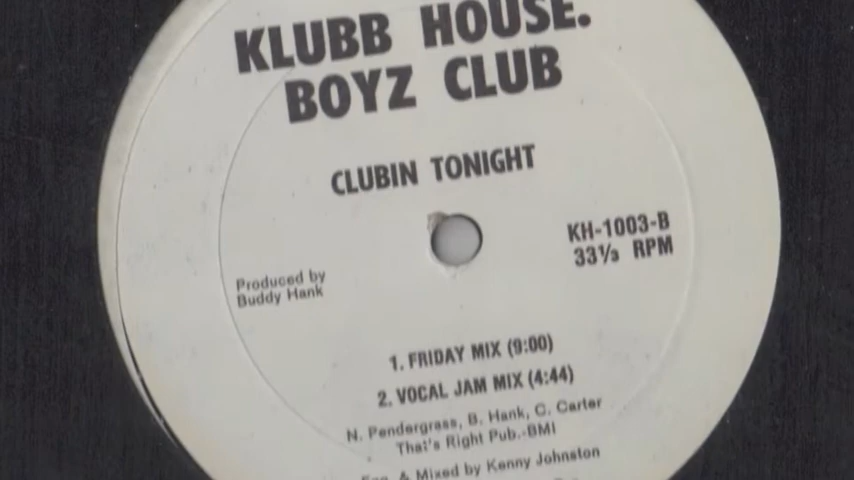 KLUBB HOUSE.
BOYZ CLUB
CLUBIN TONIGHT
KH-1003-B
33⅓ RPM
Produced by
Buddy Hank
1. FRIDAY MIX (9:00)
2. VOCAL JAM MIX (4:44)
N. Pendergrass, B. Hank, C. Carter
That's Right Pub.-BMI
Eng. & Mixed by Kenny Johnston